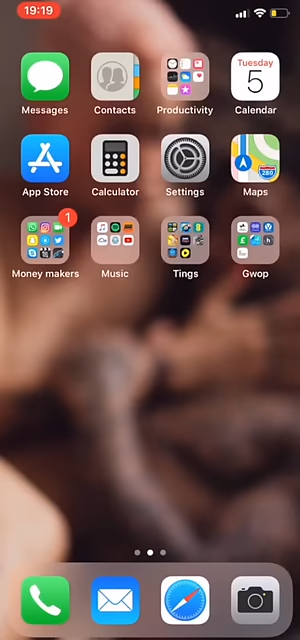 19:19
Messages
Contacts
Productivity
Tuesday
5
Calendar
App Store
Calculator
Settings
280
Maps
1
Money makers
Music
Tings
Gwop